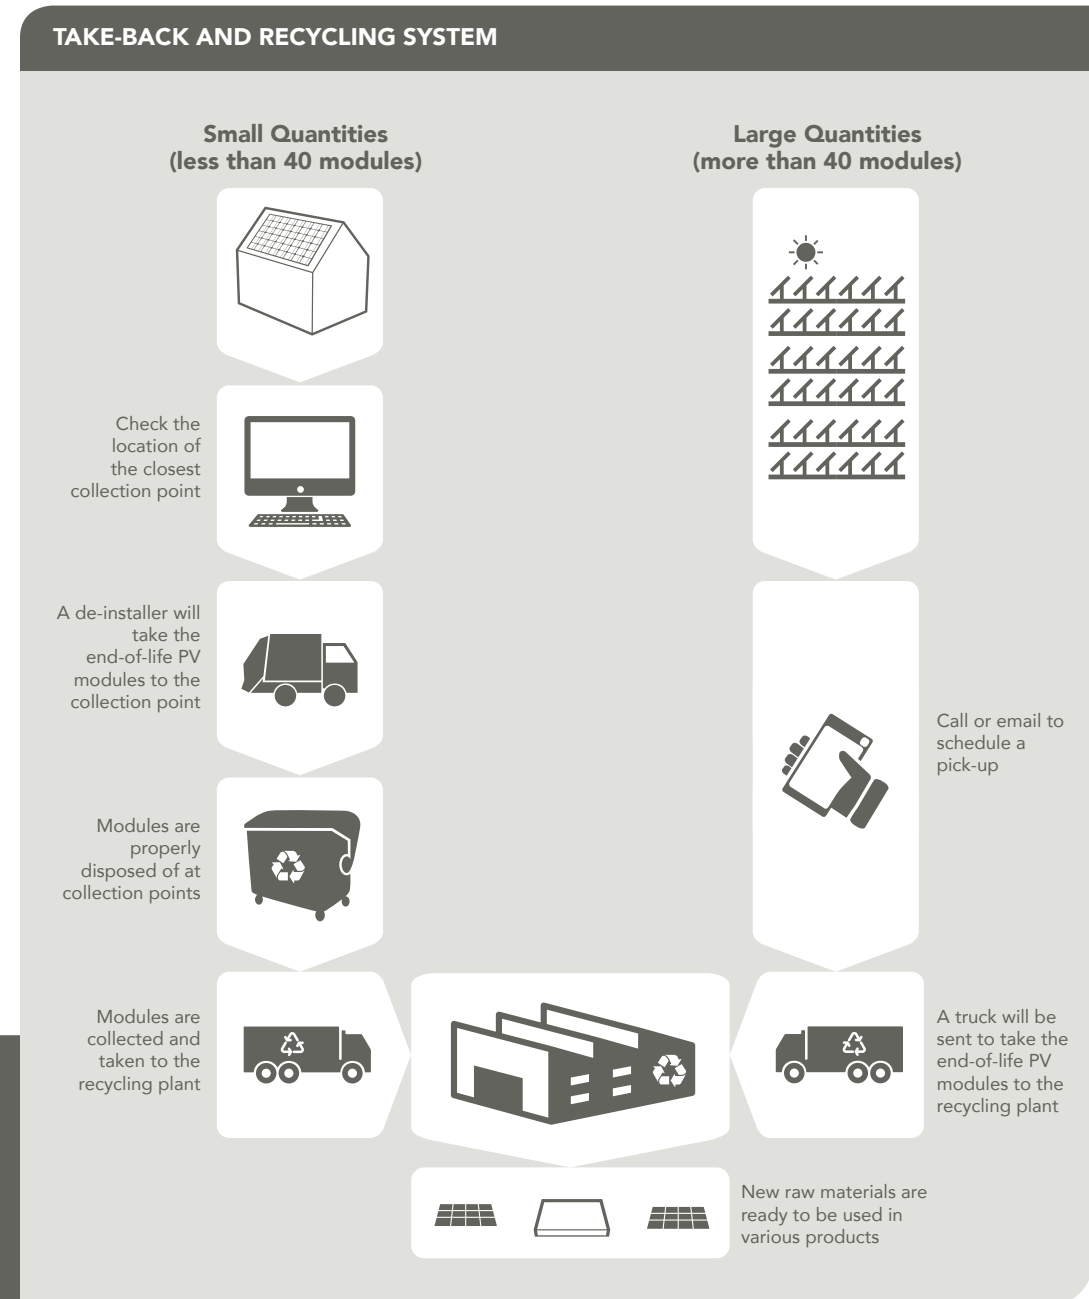 TAKE-BACK AND RECYCLING SYSTEM
Small Quantities
(less than 40 modules)
Large Quantities
(more than 40 modules)
Check the
location of
the closest
collection point
A de-installer will
take the
end-of-life PV
modules to the
collection point
Call or email to
schedule a
pick-up
Modules are
properly
disposed of at
collection points
Modules are
collected and
taken to the
recycling plant
A truck will be
sent to take the
end-of-life PV
modules to the
recycling plant
New raw materials are
ready to be used in
various products